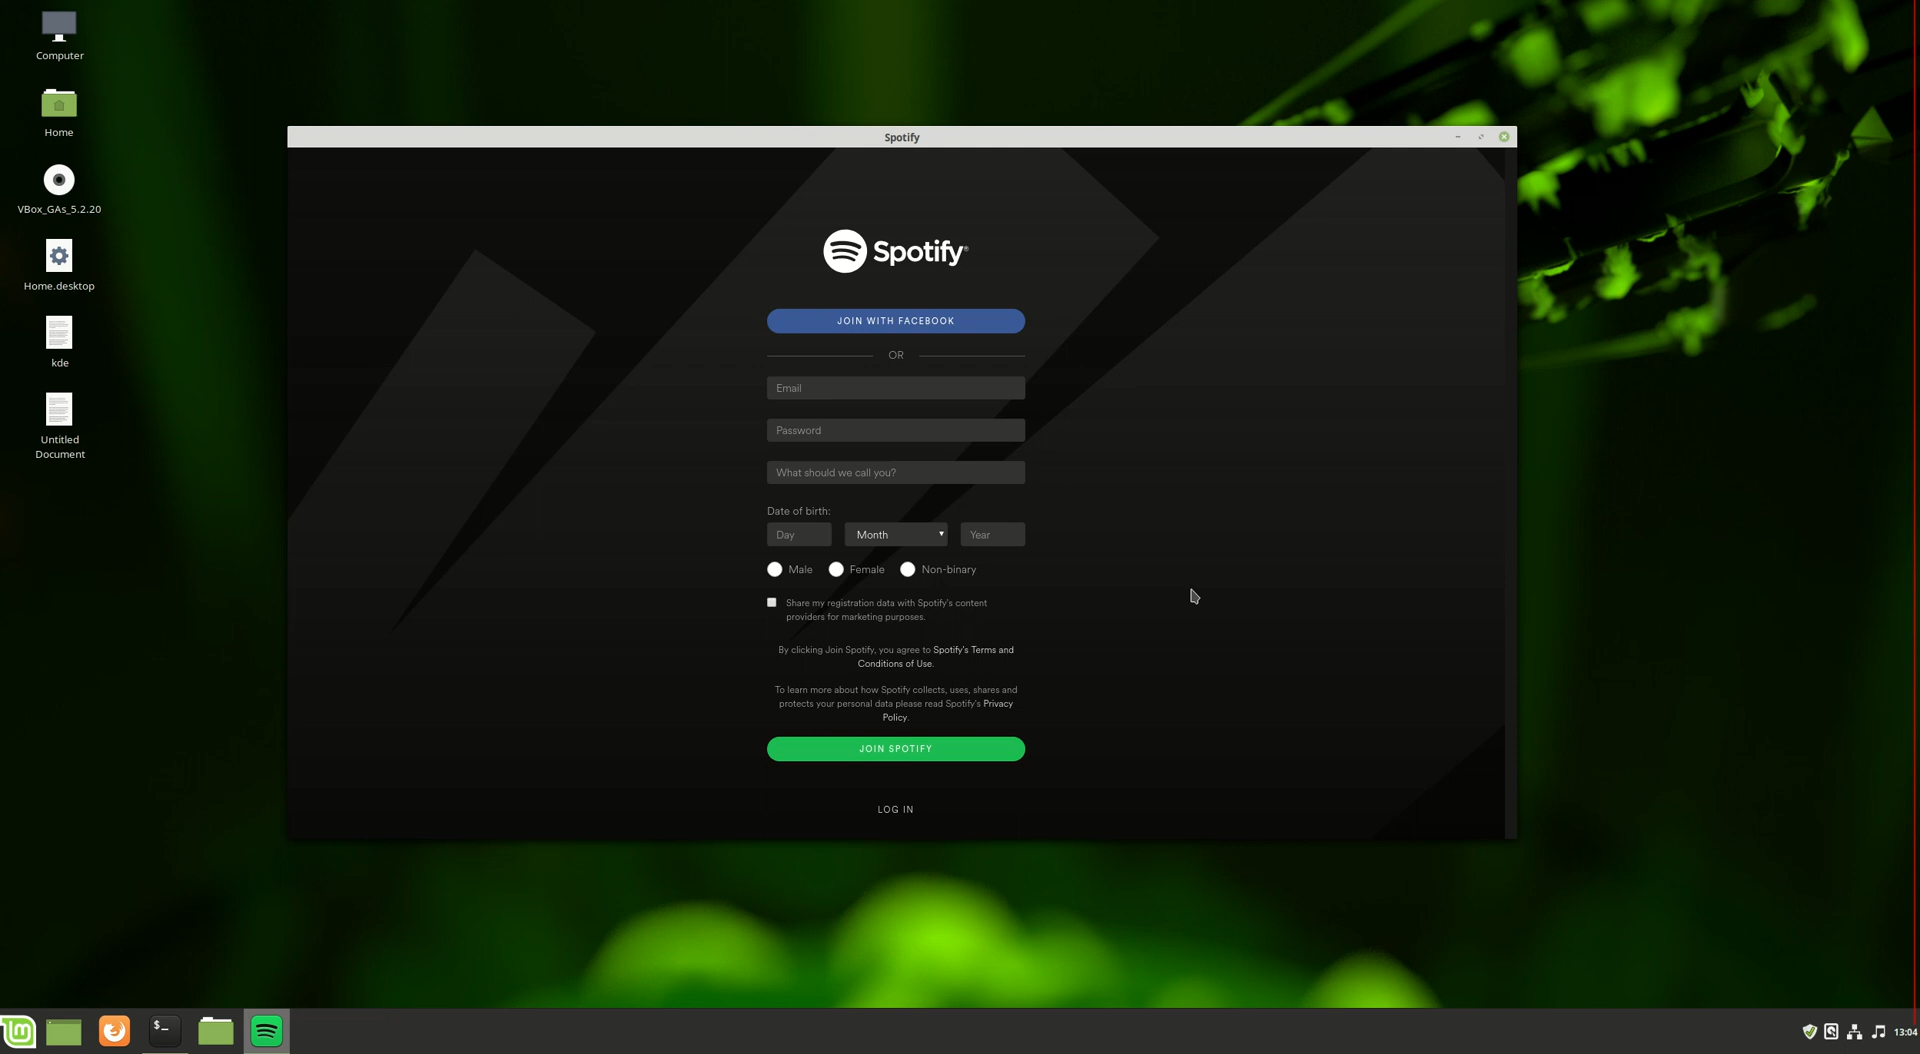 Computer
Home
VBox_GAs_5.2.20
Home.desktop
kde
Untitled
Document
Spotify
Spotify®
JOIN WITH FACEBOOK
OR
Email
Password
What should we call you?
Date of birth:
Day Month Year
Male Female Non-binary
Share my registration data with Spotify's content
providers for marketing purposes.
By clicking Join Spotify, you agree to Spotify's Terms and
Conditions of Use.
To learn more about how Spotify collects, uses, shares and
protects your personal data please read Spotify's Privacy
Policy.
JOIN SPOTIFY
LOG IN
$_
13:04